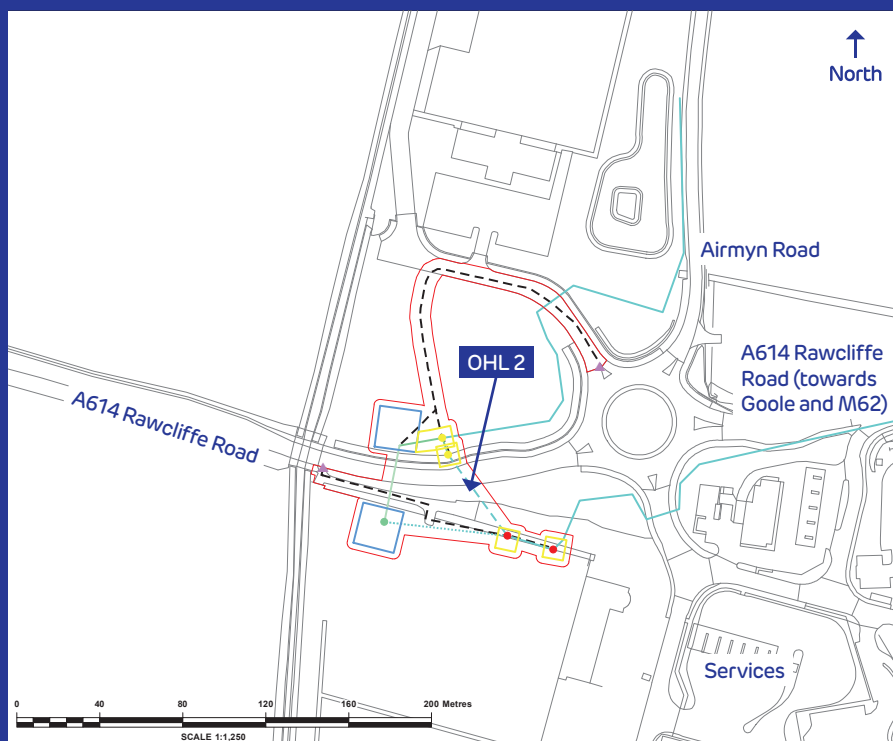 North
Airmyn Road
OHL 2
A614 Rawcliffe
Road (towards
Goole and M62)
A614 Rawcliffe Road
Services
0 40 80 120 160 200 Metres
SCALE 1:1,250